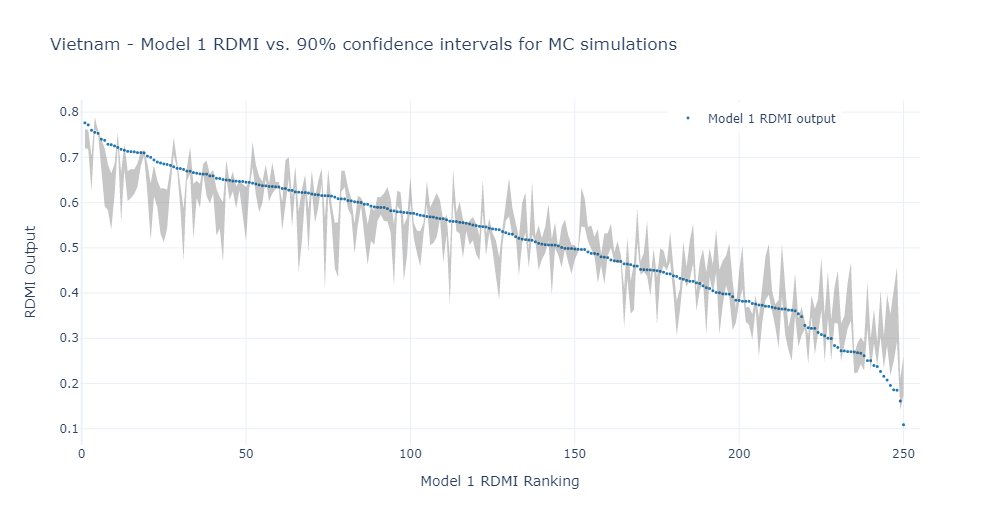 Vietnam - Model 1 RDMI vs. 90% confidence intervals for MC simulations
Model 1 RDMI output
RDMI Output
0.8
0.7
0.6
0.5
0.4
0.3
0.2
0.1
0 50 100 150 200 250
Model 1 RDMI Ranking